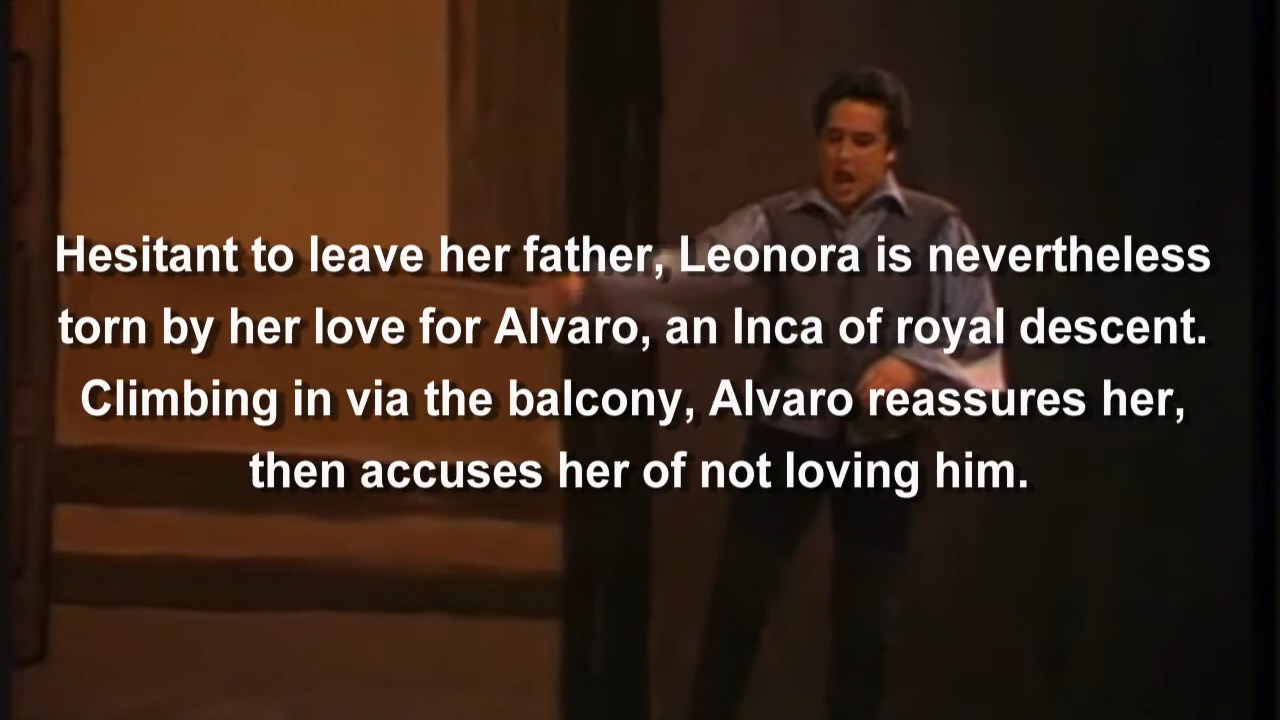 Hesitant to leave her father, Leonora is nevertheless
torn by her love for Alvaro, an Inca of royal descent.
Climbing in via the balcony, Alvaro reassures her,
then accuses her of not loving him.